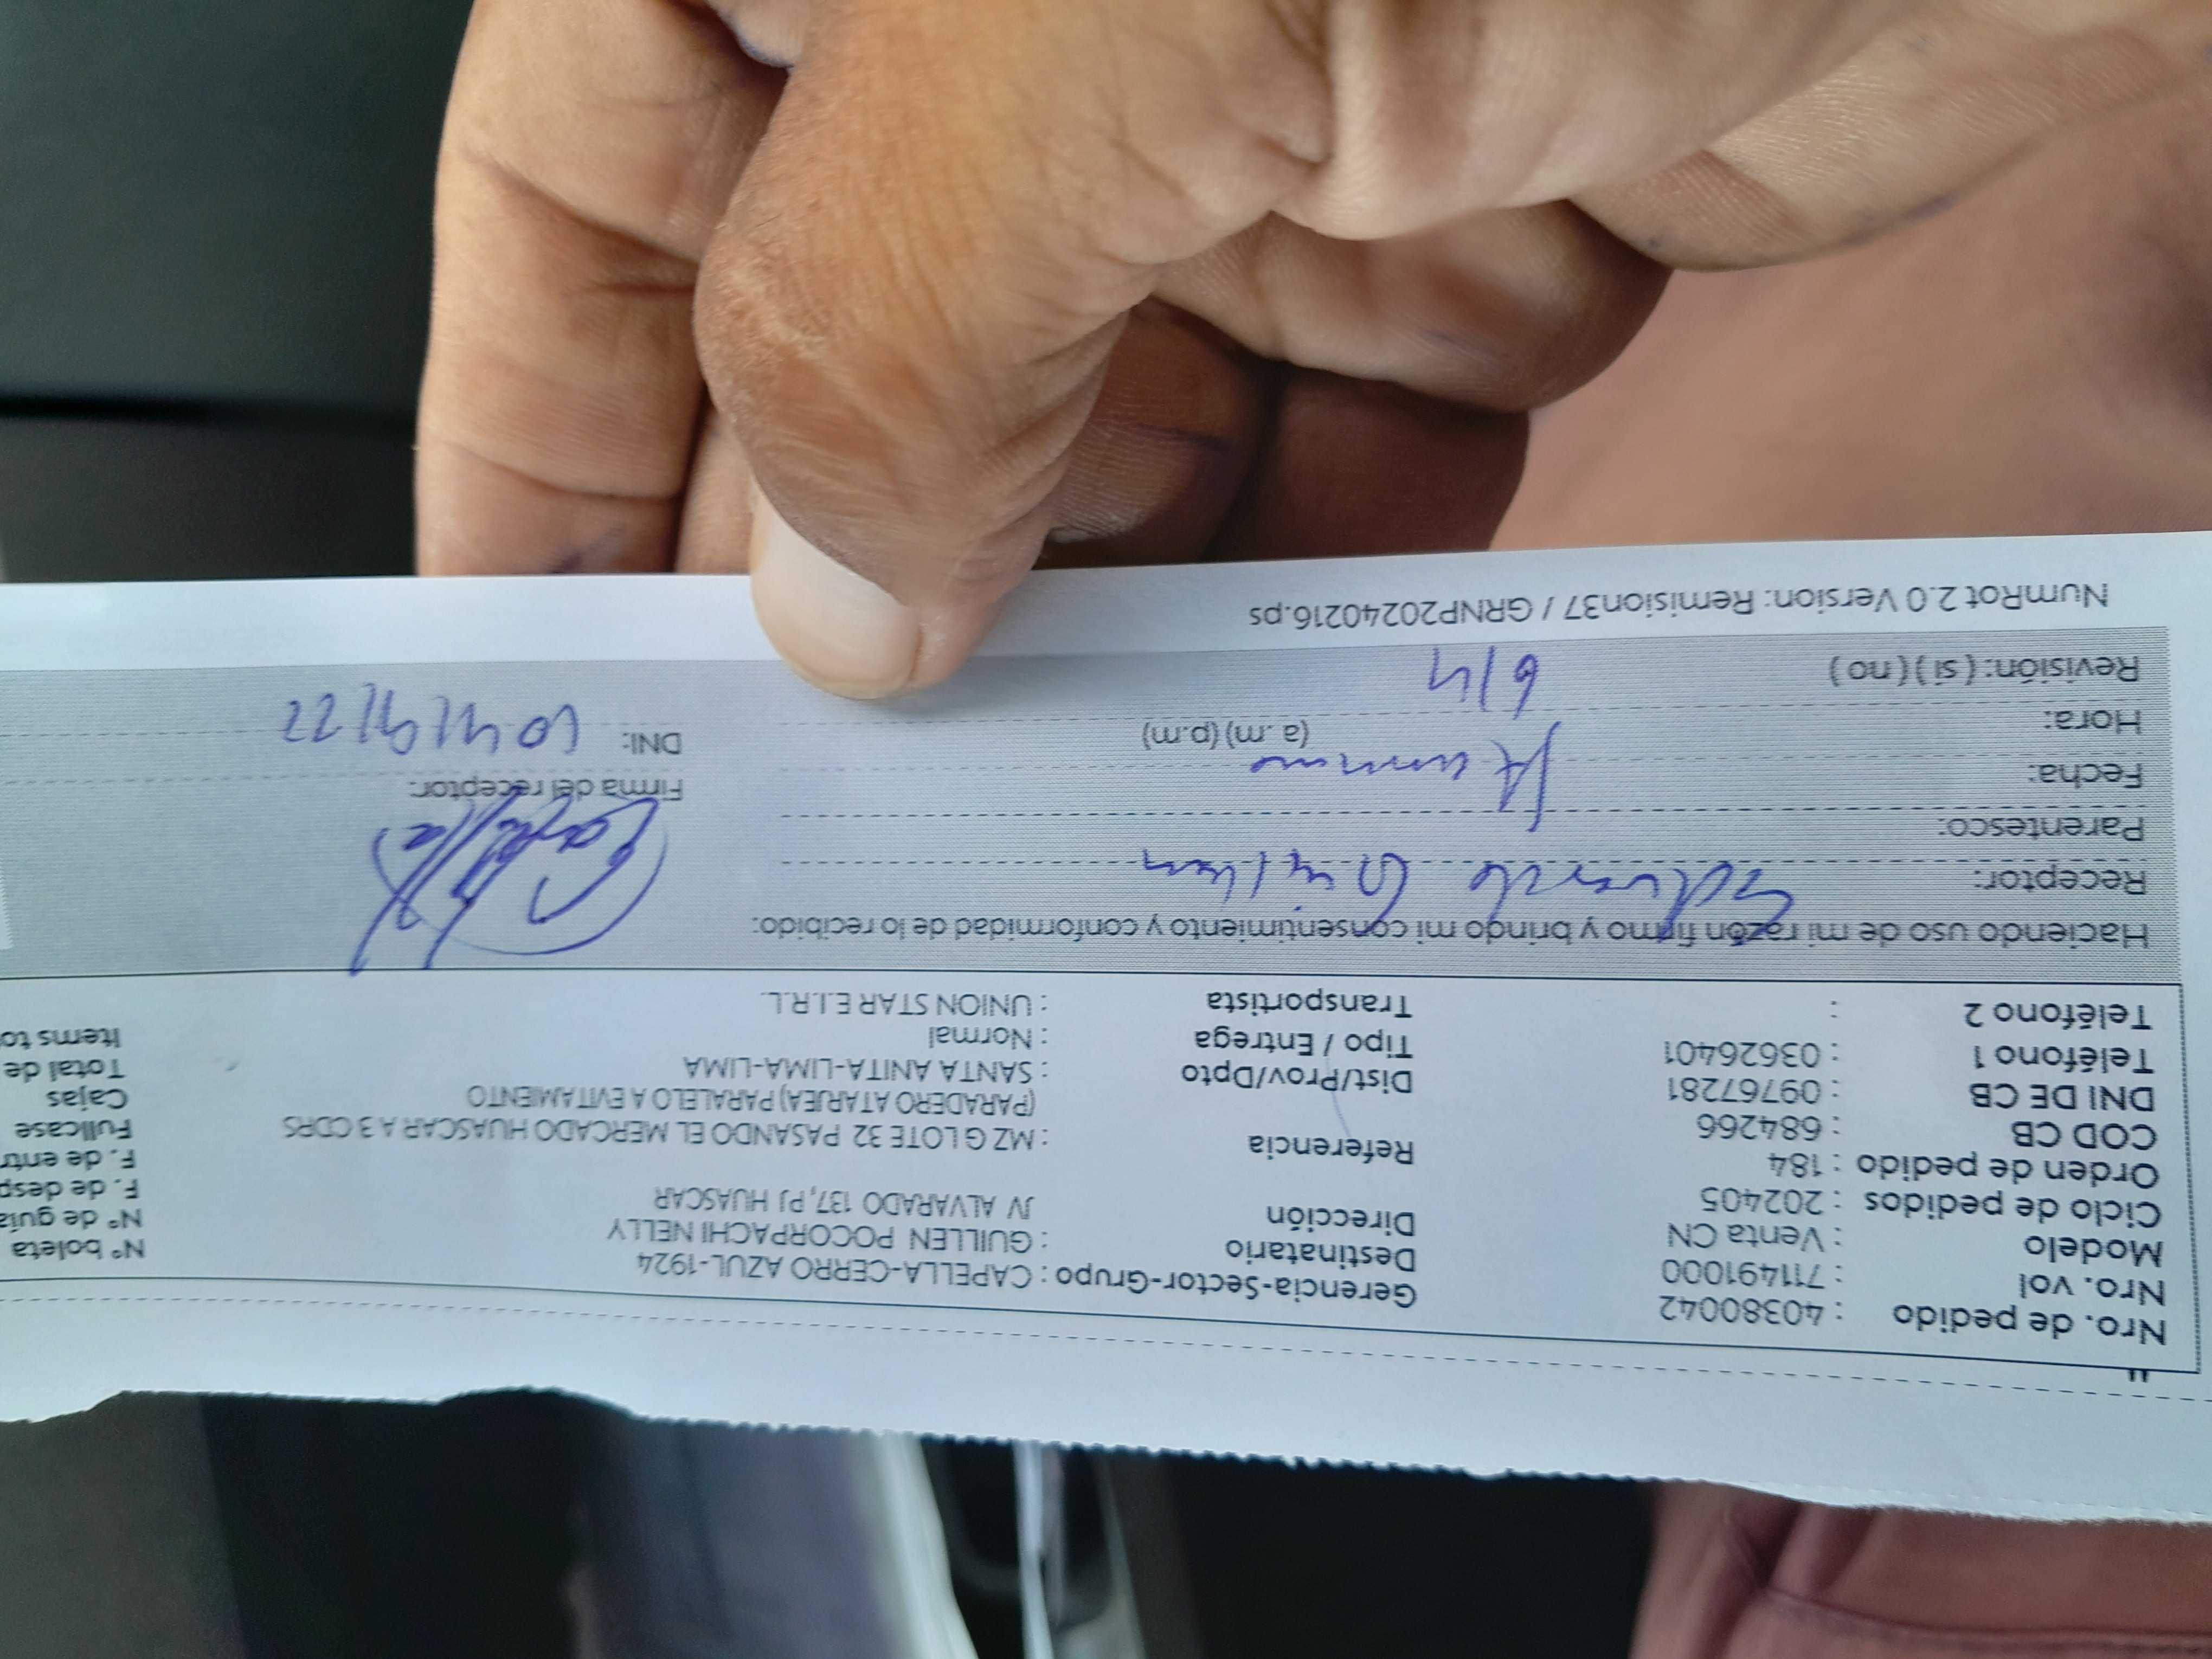 Nro. de pedido : 40380042
Nro. vol : 711491000
Modelo : Venta CN
Ciclo de pedidos : 202405
Orden de pedido : 184
COD CB : 684266
DNI DE CB : 09767281
Teléfono 1 : 03626401
Teléfono 2 :
Gerencia-Sector-Grupo : CAPELLA-CERRO AZUL-1924
Destinatario : GUILLEN POCORPACHI NELLY
Dirección JV ALVARADO 137, PJ HUASCAR
Referencia : MZ G LOTE 32 PASANDO EL MERCADO HUASCAR A 3 CDRS
(PARADERO ATARJEA) PARALELO A EVITAMIENTO
Dist/Prov/Dpto : SANTA ANITA-LIMA-LIMA
Tipo / Entrega : Normal
Transportista : UNION STAR E.I.R.L.
Nº boleta
Nº de guía
F. de desp
F. de entr
Fullcase
Cajas
Total de
Items to
Haciendo uso de mi razón firmo y bringo mi consentimiento y conformidad de lo recibido:
Receptor: Eduardo Guillen
Parentesco:
Fecha:
Hora: (a .m) (p.m)
Revisión: ( sí ) ( no ) 6/4
Firma del receptor:
DNI:
NumRot 2.0 Version: Remision37 / GRNP20240216.ps